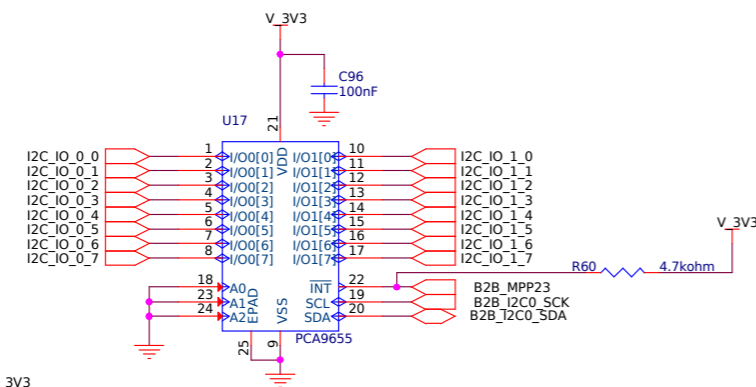 V_3V3
C96
100nF
U17
21
VDD
I2C_IO_0_0 1 I/O0[0] I/O1[0] 10 I2C_IO_1_0
I2C_IO_0_1 2 I/O0[1] I/O1[1] 11 I2C_IO_1_1
I2C_IO_0_2 3 I/O0[2] I/O1[2] 12 I2C_IO_1_2
I2C_IO_0_3 4 I/O0[3] I/O1[3] 13 I2C_IO_1_3
I2C_IO_0_4 5 I/O0[4] I/O1[4] 14 I2C_IO_1_4
I2C_IO_0_5 6 I/O0[5] I/O1[5] 15 I2C_IO_1_5
I2C_IO_0_6 7 I/O0[6] I/O1[6] 16 I2C_IO_1_6
I2C_IO_0_7 8 I/O0[7] I/O1[7] 17 I2C_IO_1_7
V_3V3
R60 4.7kohm
18 A0 INT 22 B2B_MPP23
23 A1 SCL 19 B2B_I2C0_SCK
24 A2 SDA 20 B2B_I2C0_SDA
EPAD VSS
PCA9655
25 9
3V3